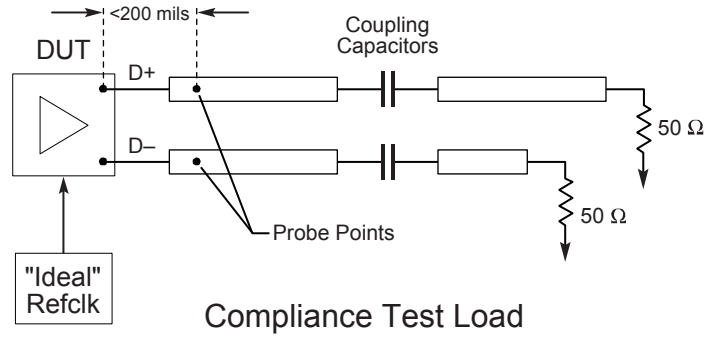 <200 mils
Coupling
Capacitors
DUT
D+
50 Ω
D–
50 Ω
Probe Points
"Ideal"
Refclk
Compliance Test Load